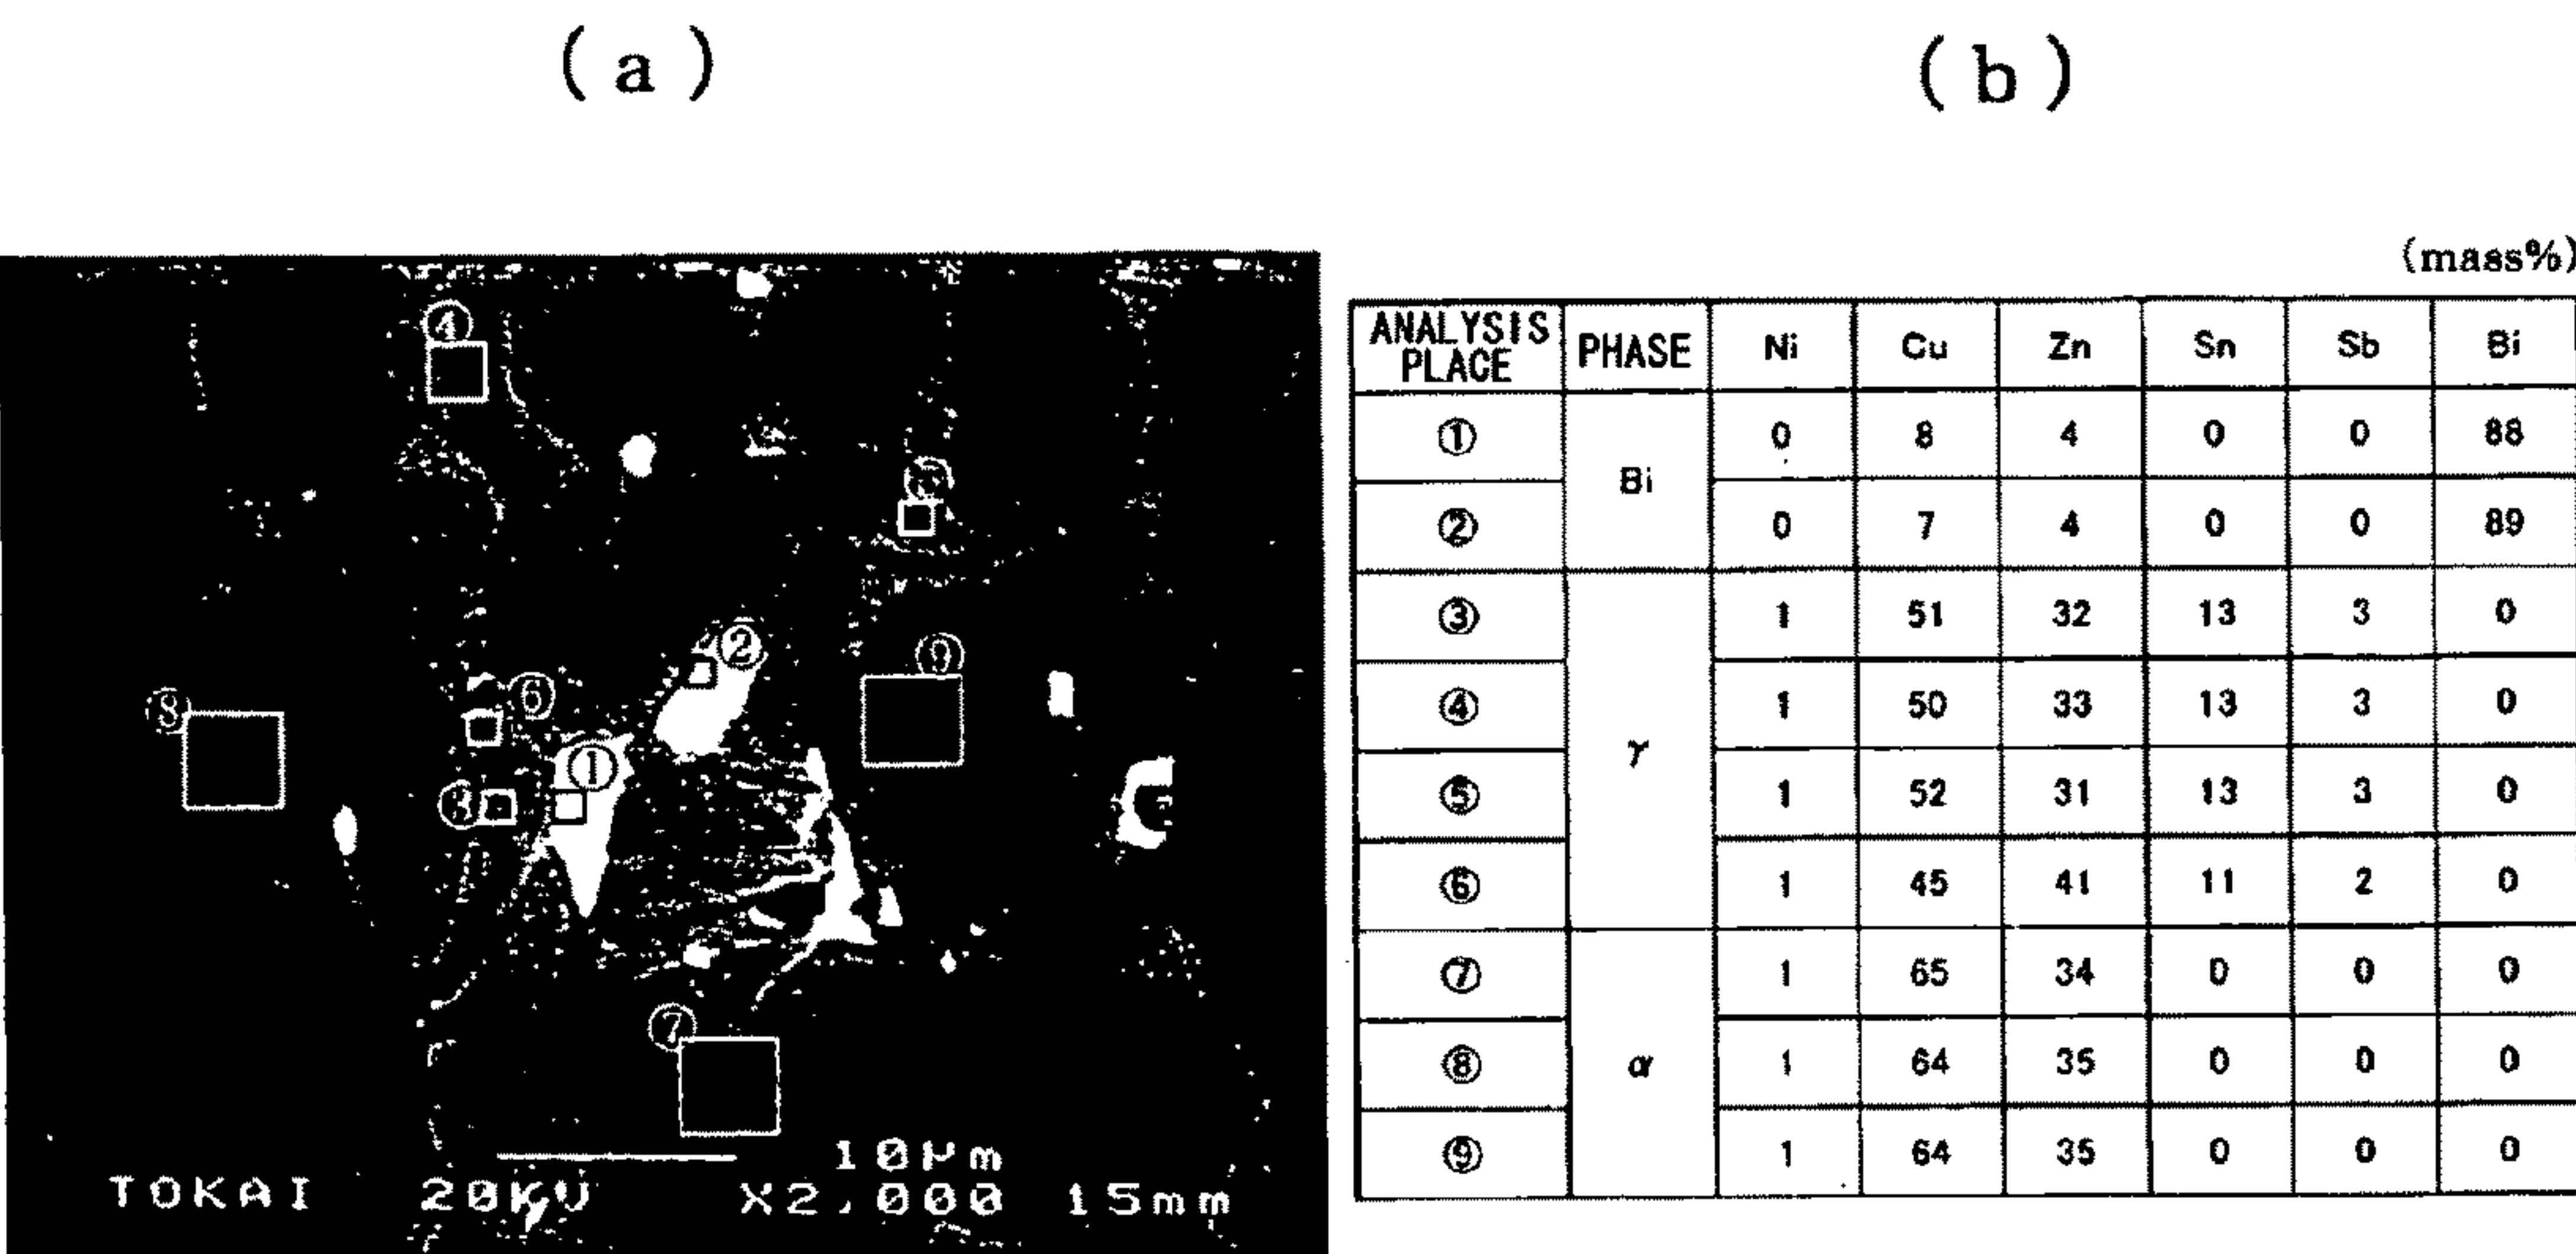 ( a )
( b )
④
⑥
②
⑨
⑧
①
⑦
10μm
TOKAI 20KV X2,000 15mm
(mass%)
ANALYSIS PLACE PHASE Ni Cu Zn Sn Sb Bi
① Bi 0 8 4 0 0 88
② 0 7 4 0 0 89
③ γ 1 51 32 13 3 0
④ 1 50 33 13 3 0
⑤ 1 52 31 13 3 0
⑥ 1 45 41 11 2 0
⑦ α 1 65 34 0 0 0
⑧ 1 64 35 0 0 0
⑨ 1 64 35 0 0 0